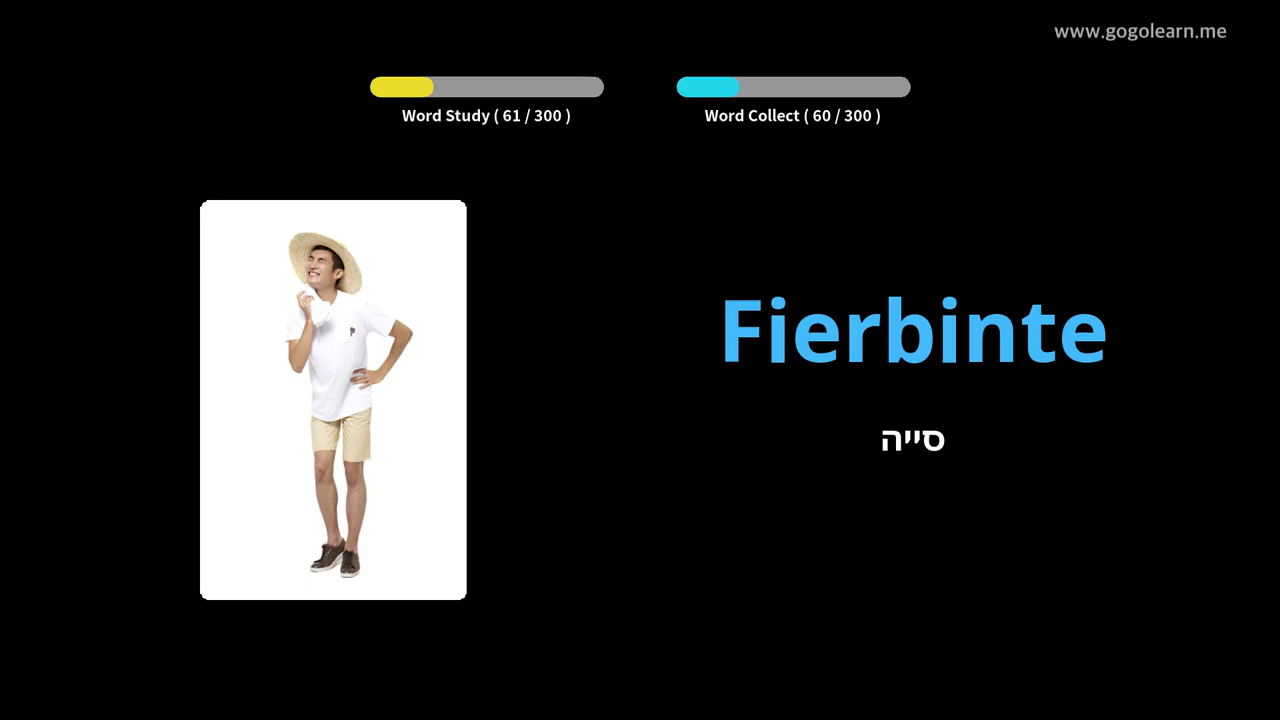 www.gogolearn.me
Word Study ( 61 / 300 )
Word Collect ( 60 / 300 )
Fierbinte
סייה